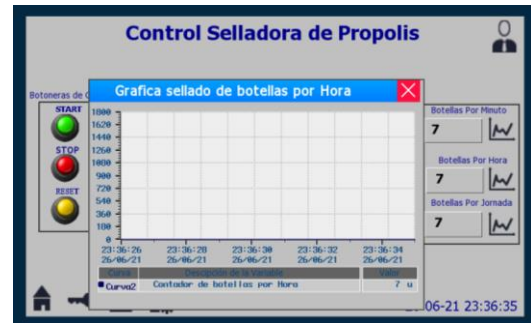 Control Selladora de Propolis
Botoneras de
START
STOP
RESET
Grafica sellado de botellas por Hora
1800
1620
1440
1260
1080
900
720
540
360
180
0
23:36:26 23:36:28 23:36:30 23:36:32 23:36:34
26/06/21 26/06/21 26/06/21 26/06/21 26/06/21
Curva Descipción de la Variable Valor
Curva2 Contador de botellas por Hora 7 u
Botellas Por Minuto
7
Botellas Por Hora
7
Botellas Por Jornada
7
06-21 23:36:35